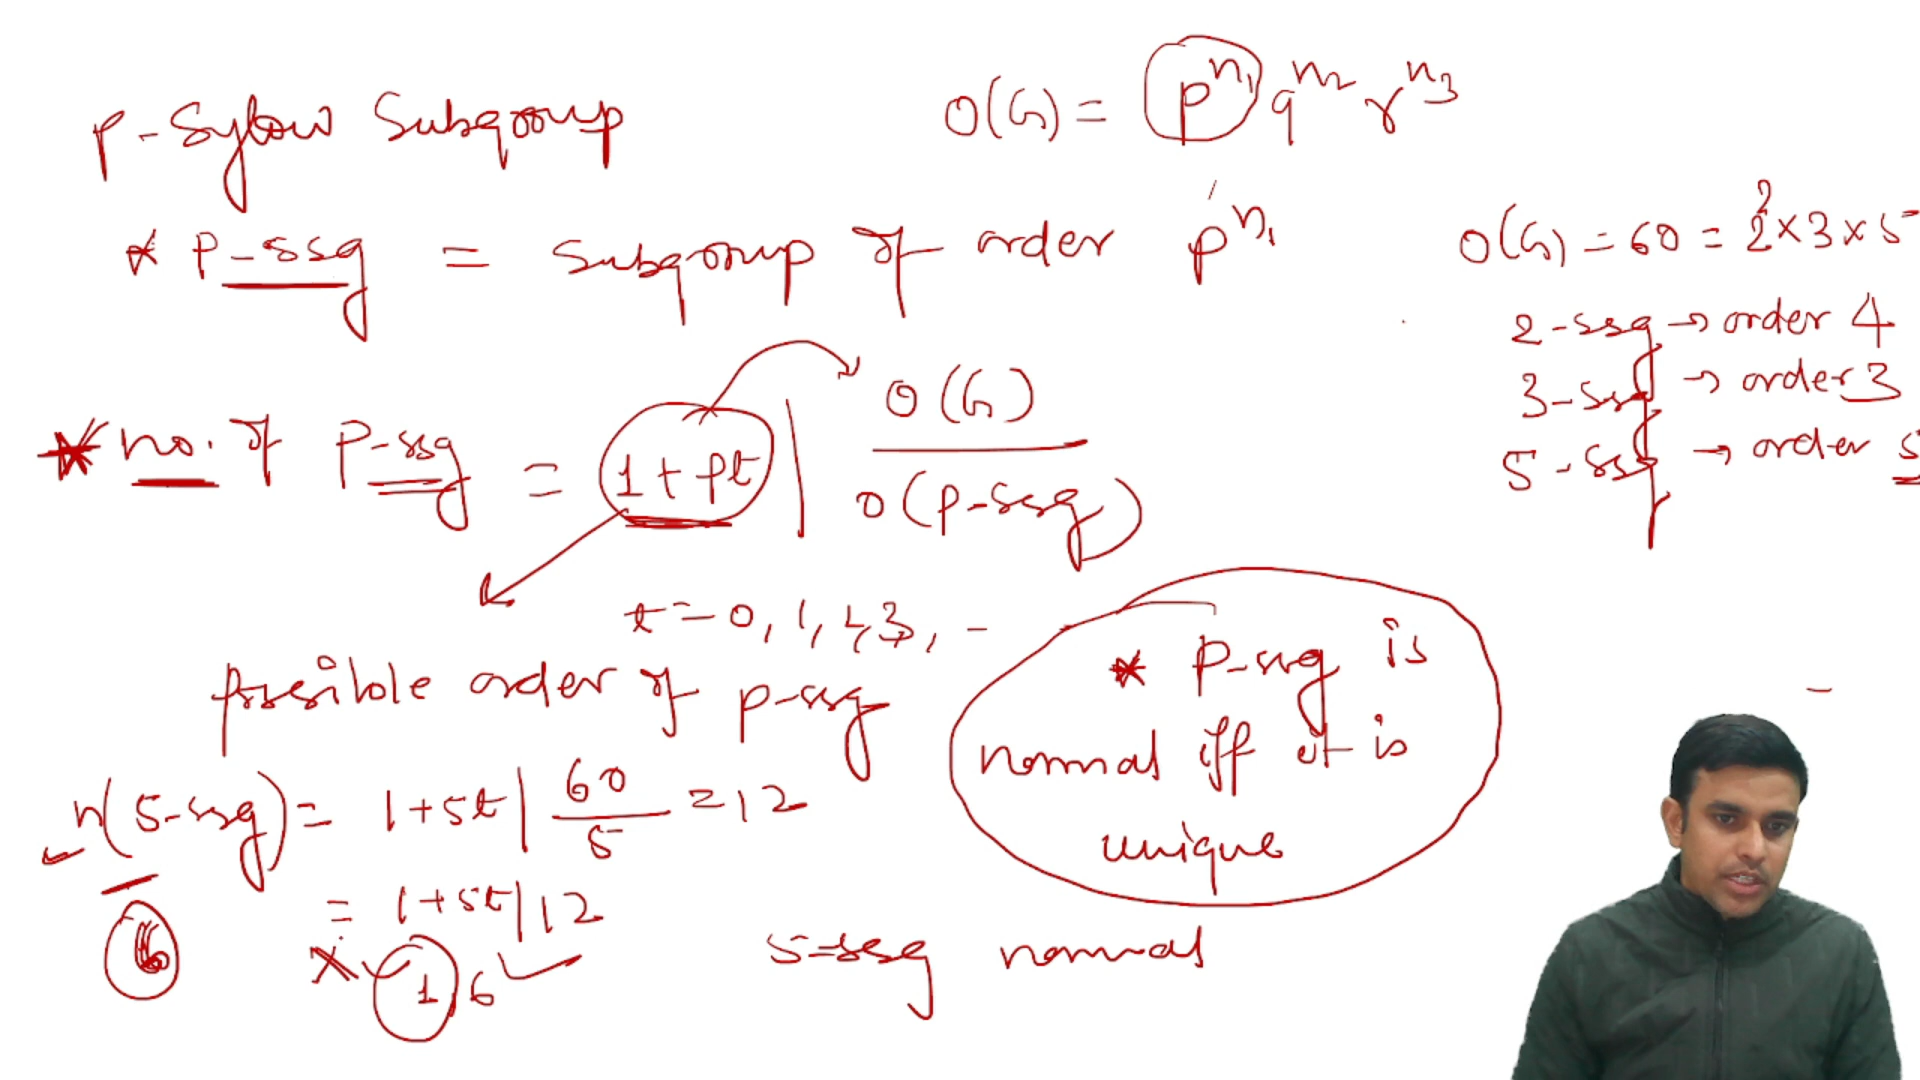 p-Sylow Subgroup
O(G) = p^n₁ q^n₂ r^n₃
* P-ssg = Subgroup of order p^n₁
O(G) = 60 = 2² × 3 × 5
2-ssg → order 4
3-ssg → order 3
5-ssg → order 5
* no. of P-ssg = 1 + pt | O(G) / O(P-ssg)
t = 0, 1, 2, 3, -
possible order of p-ssg
* P-ssg is
normal iff it is
unique
n(5-ssg) = 1+5t | 60/5 = 12
= 1+5t | 12
6
1, 6
5-ssg normal